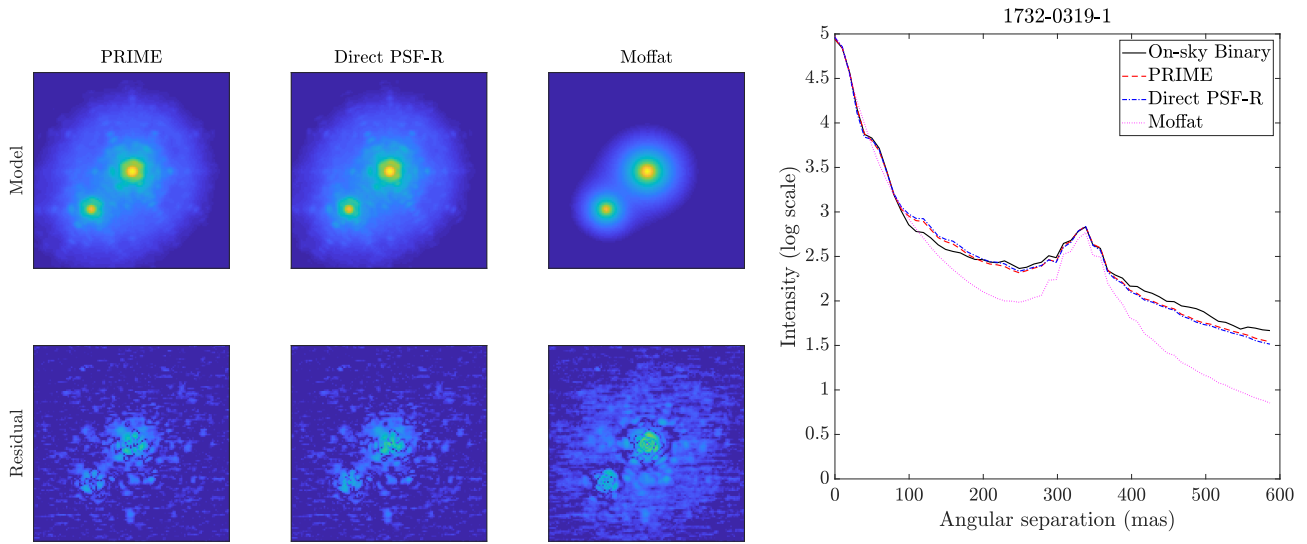 PRIME
Direct PSF-R
Moffat
Model
Residual
1732-0319-1
On-sky Binary
PRIME
Direct PSF-R
Moffat
Intensity (log scale)
5
4.5
4
3.5
3
2.5
2
1.5
1
0.5
0
0 100 200 300 400 500 600
Angular separation (mas)